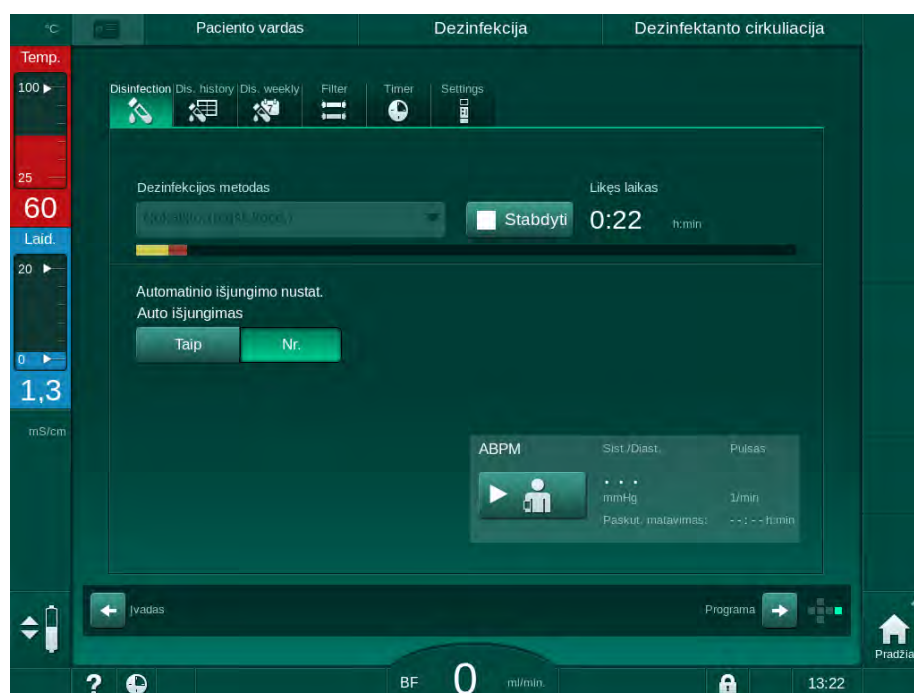 °C Paciento vardas Dezinfekcija Dezinfektanto cirkuliacija
Temp.
100
Disinfection Dis. history Dis. weekly Filter Timer Settings
7
25
60
Dezinfekcijos metodas Likęs laikas
Stabdyti 0:22 h:min
Laid.
20
Automatinio išjungimo nustat.
Auto išjungimas
Taip Nr.
0
1,3
mS/cm
ABPM Sist./Diast. Pulsas
. . .
mmHg 1/min
Paskut. matavimas: --:-- h:min
Įvadas Programa
Pradžia
? BF 0 ml/min. 13:22